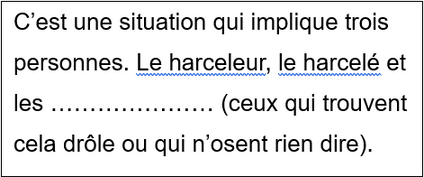 C’est une situation qui implique trois
personnes. Le harceleur, le harcelé et
les ………………… (ceux qui trouvent
cela drôle ou qui n’osent rien dire).